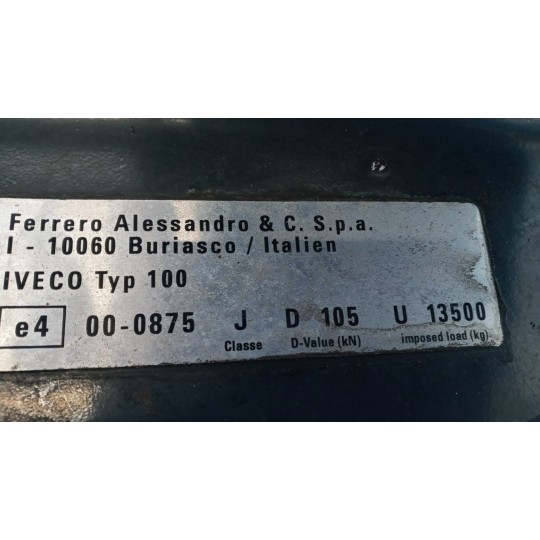 Ferrero Alessandro & C. S.p.a.
I - 10060 Buriasco / Italien
IVECO Typ 100
e4 00-0875 J D 105 U 13500
Classe D-Value (kN) imposed load (kg)